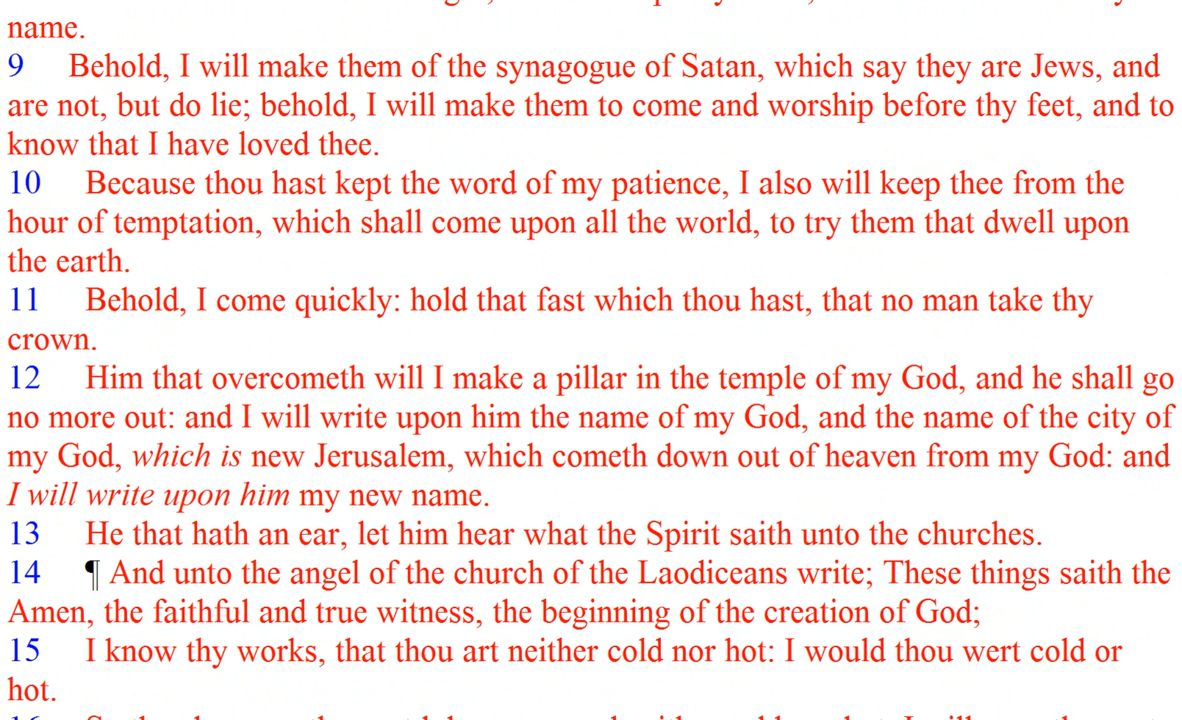 name.
9 Behold, I will make them of the synagogue of Satan, which say they are Jews, and
are not, but do lie; behold, I will make them to come and worship before thy feet, and to
know that I have loved thee.
10 Because thou hast kept the word of my patience, I also will keep thee from the
hour of temptation, which shall come upon all the world, to try them that dwell upon
the earth.
11 Behold, I come quickly: hold that fast which thou hast, that no man take thy
crown.
12 Him that overcometh will I make a pillar in the temple of my God, and he shall go
no more out: and I will write upon him the name of my God, and the name of the city of
my God, which is new Jerusalem, which cometh down out of heaven from my God: and
I will write upon him my new name.
13 He that hath an ear, let him hear what the Spirit saith unto the churches.
14 ¶ And unto the angel of the church of the Laodiceans write; These things saith the
Amen, the faithful and true witness, the beginning of the creation of God;
15 I know thy works, that thou art neither cold nor hot: I would thou wert cold or
hot.